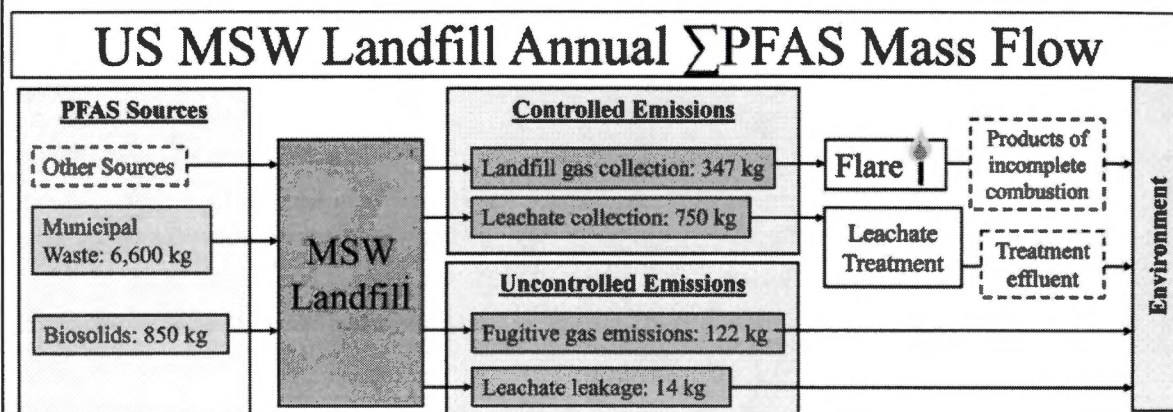 US MSW Landfill Annual ∑PFAS Mass Flow
PFAS Sources
Other Sources
Municipal
Waste: 6,600 kg
Biosolids: 850 kg
MSW
Landfill
Controlled Emissions
Landfill gas collection: 347 kg
Leachate collection: 750 kg
Uncontrolled Emissions
Fugitive gas emissions: 122 kg
Leachate leakage: 14 kg
Flare
Products of
incomplete
combustion
Leachate
Treatment
Treatment
effluent
Environment